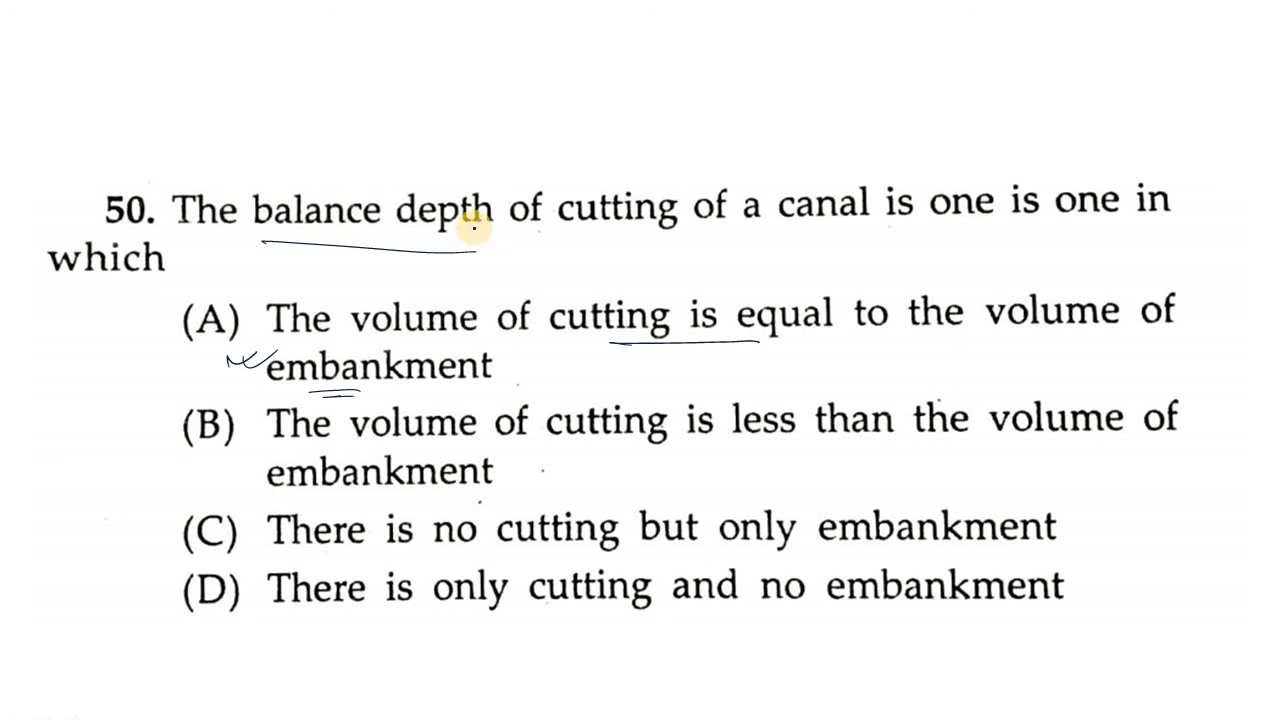 50. The balance depth of cutting of a canal is one is one in
which
(A) The volume of cutting is equal to the volume of
embankment
(B) The volume of cutting is less than the volume of
embankment
(C) There is no cutting but only embankment
(D) There is only cutting and no embankment